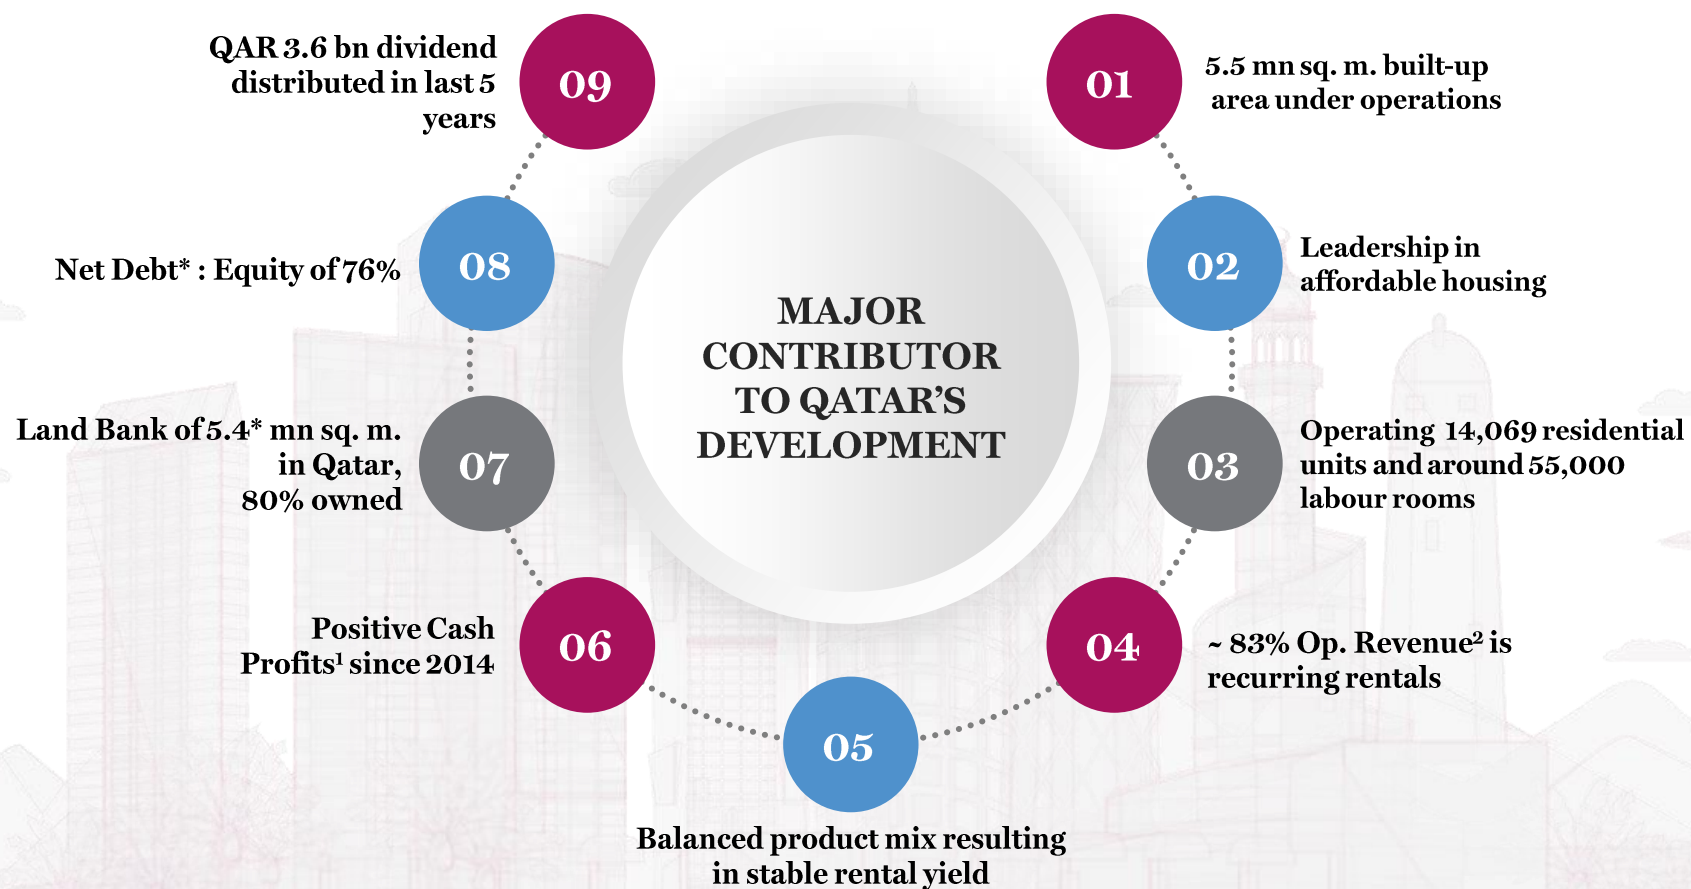 MAJOR
CONTRIBUTOR
TO QATAR’S
DEVELOPMENT
01
5.5 mn sq. m. built-up
area under operations
02
Leadership in
affordable housing
03
Operating 14,069 residential
units and around 55,000
labour rooms
04
~ 83% Op. Revenue² is
recurring rentals
05
Balanced product mix resulting
in stable rental yield
06
Positive Cash
Profits¹ since 2014
07
Land Bank of 5.4* mn sq. m.
in Qatar,
80% owned
08
Net Debt* : Equity of 76%
09
QAR 3.6 bn dividend
distributed in last 5
years